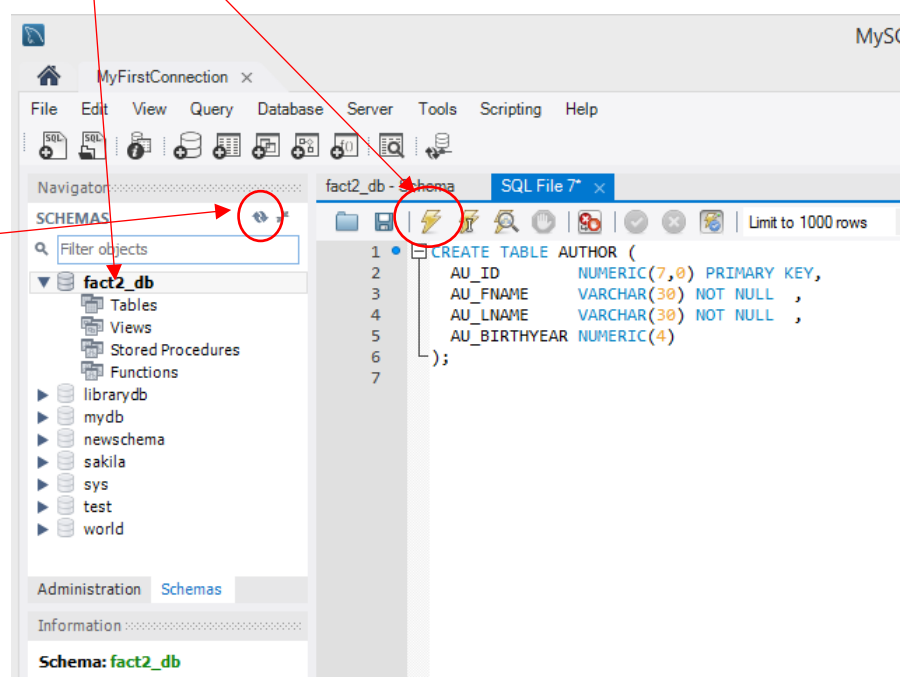 MySC
MyFirstConnection ×
File Edit View Query Database Server Tools Scripting Help
SQL SQL
Navigator
SCHEMAS
Filter objects
fact2_db
Tables
Views
Stored Procedures
Functions
librarydb
mydb
newschema
sakila
sys
test
world
Administration Schemas
Information
Schema: fact2_db
fact2_db - Schema SQL File 7* ×
Limit to 1000 rows
1 CREATE TABLE AUTHOR (
2 AU_ID NUMERIC(7,0) PRIMARY KEY,
3 AU_FNAME VARCHAR(30) NOT NULL ,
4 AU_LNAME VARCHAR(30) NOT NULL ,
5 AU_BIRTHYEAR NUMERIC(4)
6 );
7